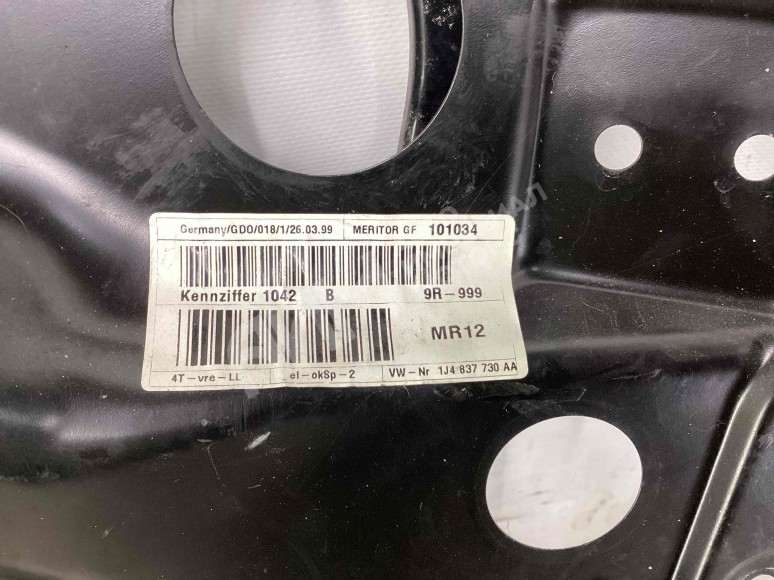 Germany/GDO/018/1/26.03.99 MERITOR GF 101034
Kennziffer 1042 B 9R-999
MR12
4T-vre-LL el-okSp-2 VW-Nr 1J4 837 730 AA